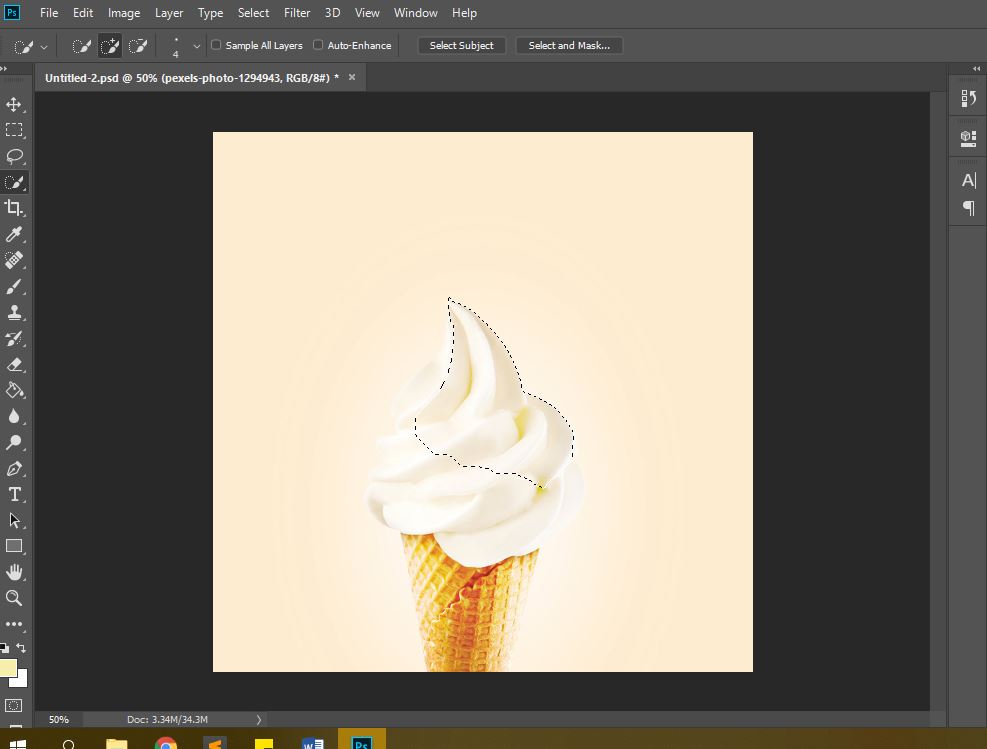 Ps File Edit Image Layer Type Select Filter 3D View Window Help
4 Sample All Layers Auto-Enhance Select Subject Select and Mask...
Untitled-2.psd @ 50% (pexels-photo-1294943, RGB/8#) * ×
A
T
50% Doc: 3.34M/34.3M
W Ps